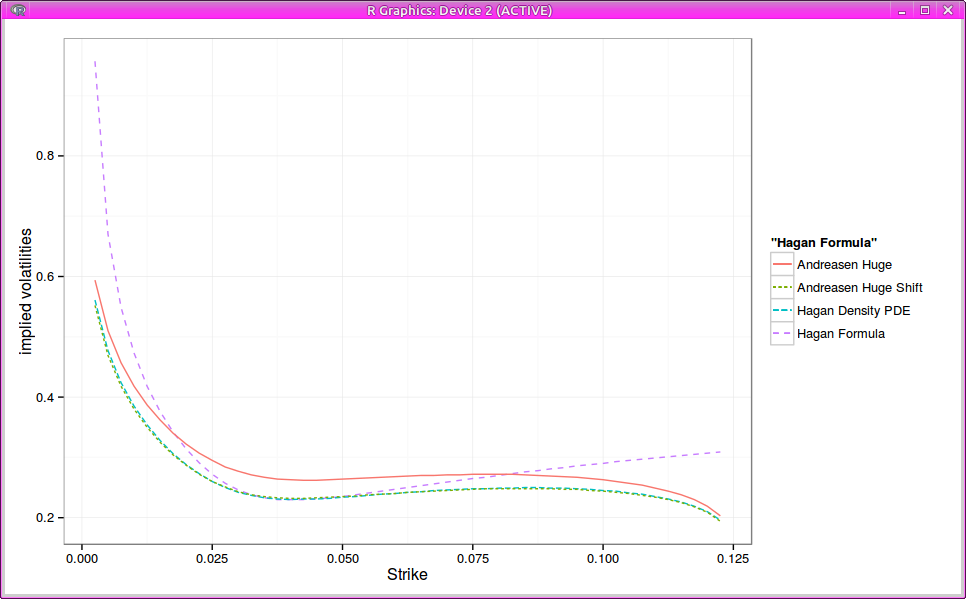 R Graphics: Device 2 (ACTIVE)
implied volatilities
0.8
0.6
0.4
0.2
0.000 0.025 0.050 0.075 0.100 0.125
Strike
"Hagan Formula"
Andreasen Huge
Andreasen Huge Shift
Hagan Density PDE
Hagan Formula